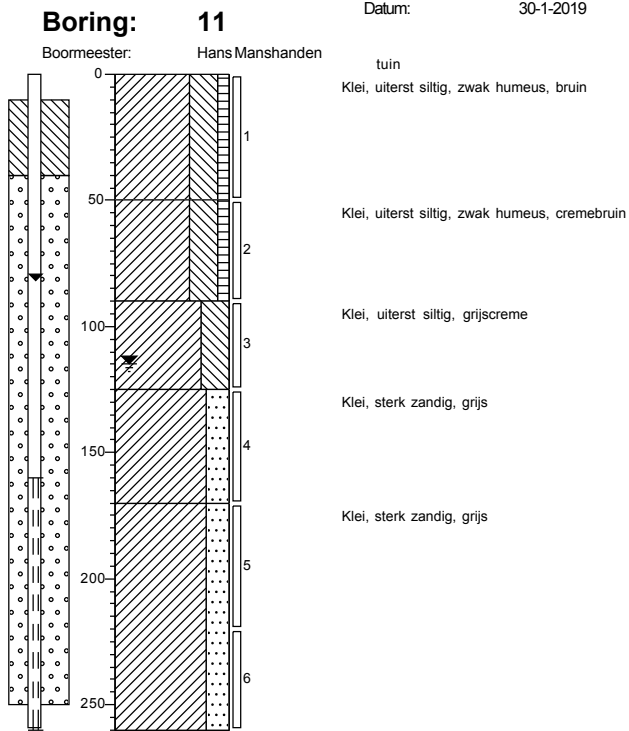 Boring: 11
Datum: 30-1-2019
Boormeester: Hans Manshanden
tuin
0
Klei, uiterst siltig, zwak humeus, bruin
1
50
Klei, uiterst siltig, zwak humeus, cremebruin
2
Klei, uiterst siltig, grijscreme
100
3
Klei, sterk zandig, grijs
4
150
Klei, sterk zandig, grijs
5
200
6
250